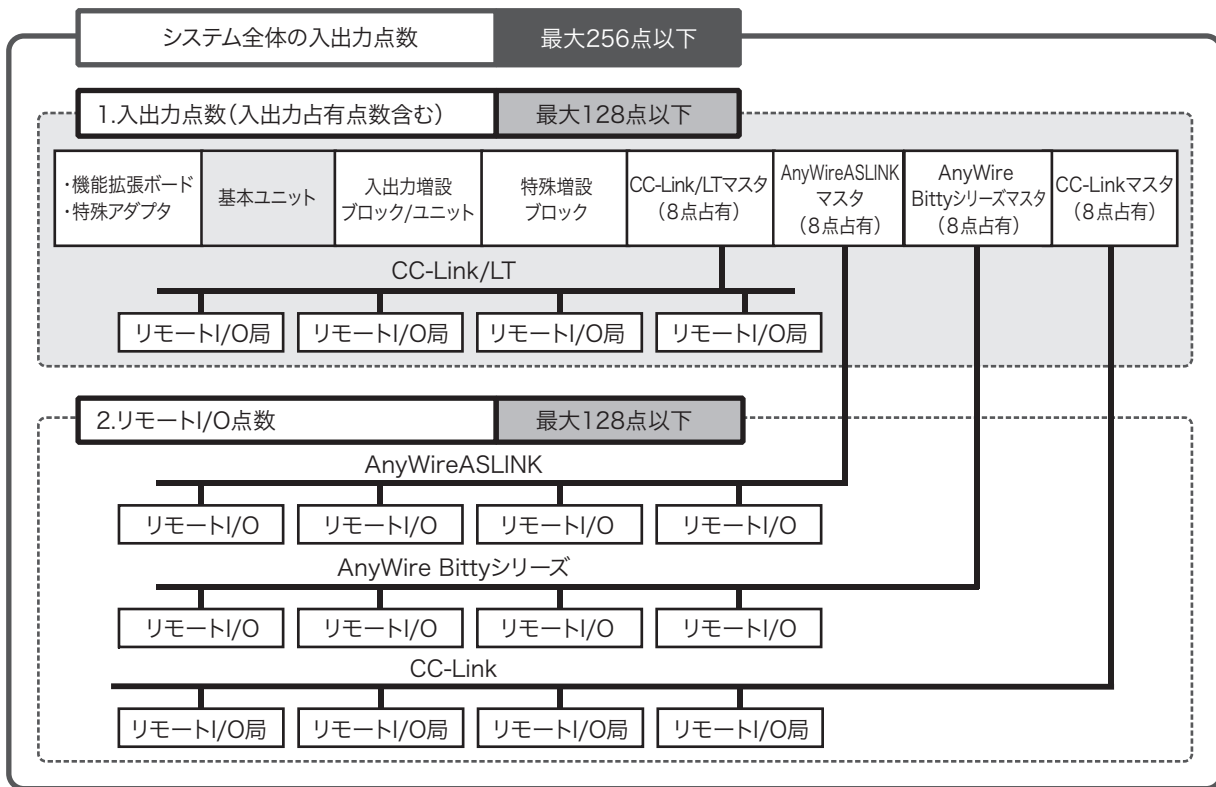 システム全体の入出力点数
最大256点以下
1.入出力点数(入出力占有点数含む)
最大128点以下
・機能拡張ボード
・特殊アダプタ
基本ユニット
入出力増設
ブロック/ユニット
特殊増設
ブロック
CC-Link/LTマスタ
(8点占有)
AnyWireASLINK
マスタ
(8点占有)
AnyWire
Bittyシリーズマスタ
(8点占有)
CC-Linkマスタ
(8点占有)
CC-Link/LT
リモートI/O局
リモートI/O局
リモートI/O局
リモートI/O局
2.リモートI/O点数
最大128点以下
AnyWireASLINK
リモートI/O
リモートI/O
リモートI/O
リモートI/O
AnyWire Bittyシリーズ
リモートI/O
リモートI/O
リモートI/O
リモートI/O
CC-Link
リモートI/O局
リモートI/O局
リモートI/O局
リモートI/O局